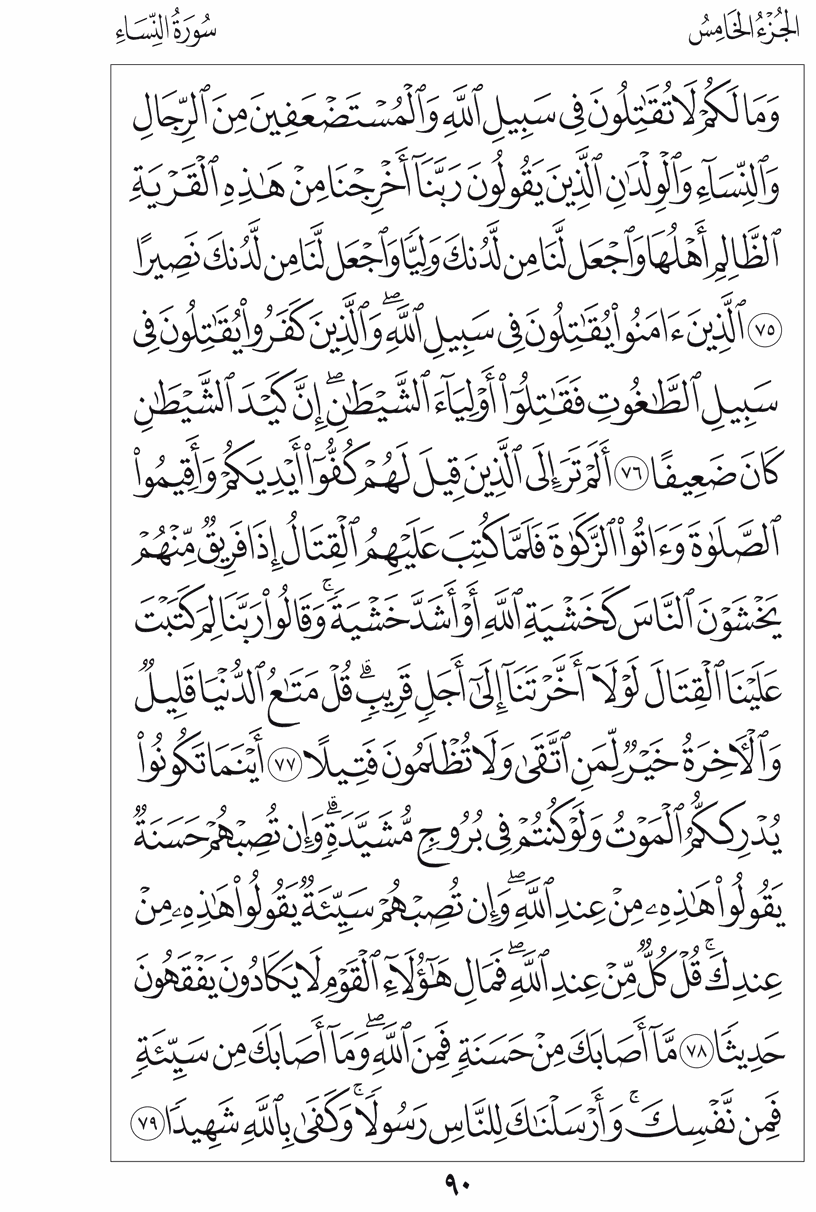 الجُزْءُ الخَامِسُ
سُورَةُ النِّسَاءِ
وَمَا لَكُمْ لَا تُقَٰتِلُونَ فِى سَبِيلِ ٱللَّهِ وَٱلْمُسْتَضْعَفِينَ مِنَ ٱلرِّجَالِ
وَٱلنِّسَآءِ وَٱلْوِلْدَٰنِ ٱلَّذِينَ يَقُولُونَ رَبَّنَآ أَخْرِجْنَا مِنْ هَٰذِهِ ٱلْقَرْيَةِ
ٱلظَّالِمِ أَهْلُهَا وَٱجْعَل لَّنَا مِن لَّدُنكَ وَلِيًّا وَٱجْعَل لَّنَا مِن لَّدُنكَ نَصِيرًا
٧٥ ٱلَّذِينَ ءَامَنُوا۟ يُقَٰتِلُونَ فِى سَبِيلِ ٱللَّهِ ۖ وَٱلَّذِينَ كَفَرُوا۟ يُقَٰتِلُونَ فِى
سَبِيلِ ٱلطَّٰغُوتِ فَقَٰتِلُوٓا۟ أَوْلِيَآءَ ٱلشَّيْطَٰنِ ۖ إِنَّ كَيْدَ ٱلشَّيْطَٰنِ
كَانَ ضَعِيفًا ٧٦ أَلَمْ تَرَ إِلَى ٱلَّذِينَ قِيلَ لَهُمْ كُفُّوٓا۟ أَيْدِيَكُمْ وَأَقِيمُوا۟
ٱلصَّلَوٰةَ وَءَاتُوا۟ ٱلزَّكَوٰةَ فَلَمَّا كُتِبَ عَلَيْهِمُ ٱلْقِتَالُ إِذَا فَرِيقٌ مِّنْهُمْ
يَخْشَوْنَ ٱلنَّاسَ كَخَشْيَةِ ٱللَّهِ أَوْ أَشَدَّ خَشْيَةً ۚ وَقَالُوا۟ رَبَّنَا لِمَ كَتَبْتَ
عَلَيْنَا ٱلْقِتَالَ لَوْلَآ أَخَّرْتَنَآ إِلَىٰٓ أَجَلٍ قَرِيبٍ ۗ قُلْ مَتَٰعُ ٱلدُّنْيَا قَلِيلٌ
وَٱلْءَاخِرَةُ خَيْرٌ لِّمَنِ ٱتَّقَىٰ وَلَا تُظْلَمُونَ فَتِيلًا ٧٧ أَيْنَمَا تَكُونُوا۟
يُدْرِككُّمُ ٱلْمَوْتُ وَلَوْ كُنتُمْ فِى بُرُوجٍ مُّشَيَّدَةٍ ۗ وَإِن تُصِبْهُمْ حَسَنَةٌ
يَقُولُوا۟ هَٰذِهِۦ مِنْ عِندِ ٱللَّهِ ۖ وَإِن تُصِبْهُمْ سَيِّئَةٌ يَقُولُوا۟ هَٰذِهِۦ مِنْ
عِندِكَ ۚ قُلْ كُلٌّ مِّنْ عِندِ ٱللَّهِ ۖ فَمَالِ هَٰٓؤُلَآءِ ٱلْقَوْمِ لَا يَكَادُونَ يَفْقَهُونَ
حَدِيثًا ٧٨ مَّآ أَصَابَكَ مِنْ حَسَنَةٍ فَمِنَ ٱللَّهِ ۖ وَمَآ أَصَابَكَ مِن سَيِّئَةٍ
فَمِن نَّفْسِكَ ۚ وَأَرْسَلْنَٰكَ لِلنَّاسِ رَسُولًا ۚ وَكَفَىٰ بِٱللَّهِ شَهِيدًا ٧٩
٩٠